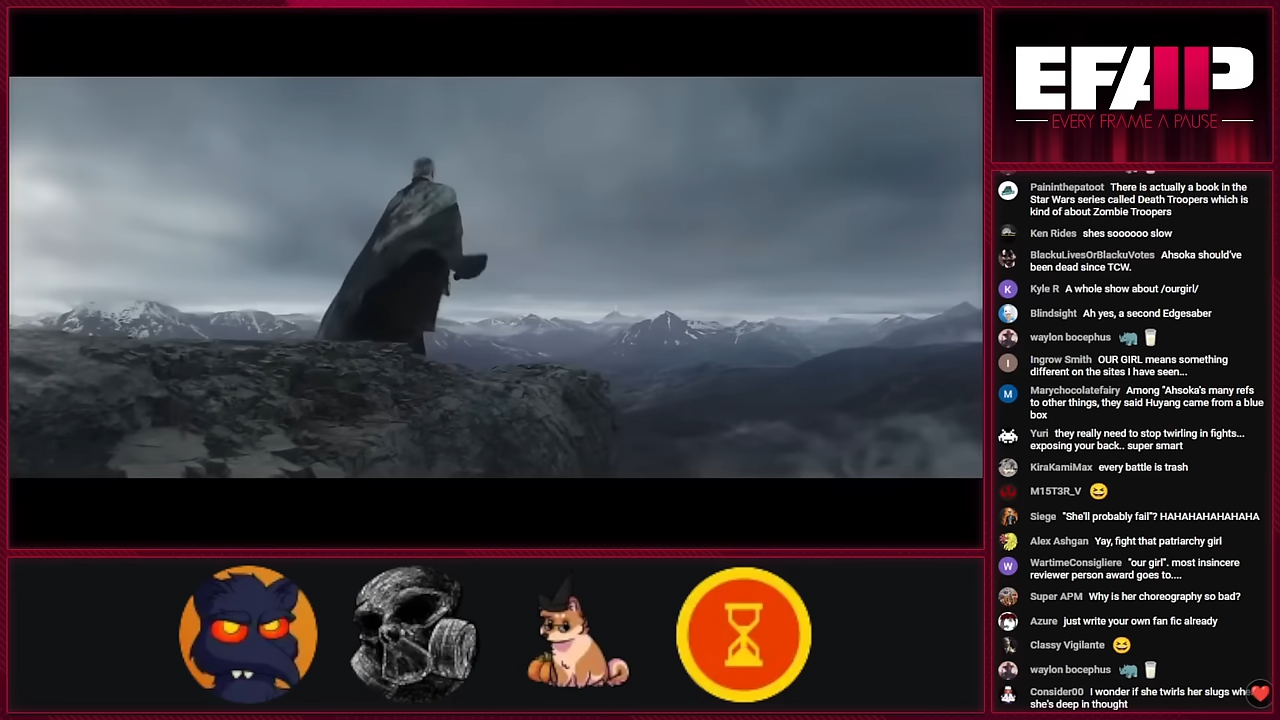 EFAP
EVERY FRAME A PAUSE
Paininthepatoot There is actually a book in the
Star Wars series called Death Troopers which is
kind of about Zombie Troopers
Ken Rides shes soooooo slow
BlackuLivesOrBlackuVotes Ahsoka should've
been dead since TCW.
K
Kyle R A whole show about /ourgirl/
Blindsight Ah yes, a second Edgesaber
waylon bocephus
I
Ingrow Smith OUR GIRL means something
different on the sites I have seen...
M
Marychocolatefairy Among "Ahsoka's many refs
to other things, they said Huyang came from a blue
box
Yuri they really need to stop twirling in fights...
exposing your back.. super smart
KiraKamiMax every battle is trash
M15T3R_V
Siege "She'll probably fail"? HAHAHAHAHAHAHA
Alex Ashgan Yay, fight that patriarchy girl
W
WartimeConsigliere "our girl". most insincere
reviewer person award goes to....
Super APM Why is her choreography so bad?
Azure just write your own fan fic already
Classy Vigilante
waylon bocephus
Consider00 I wonder if she twirls her slugs whe
she's deep in thought